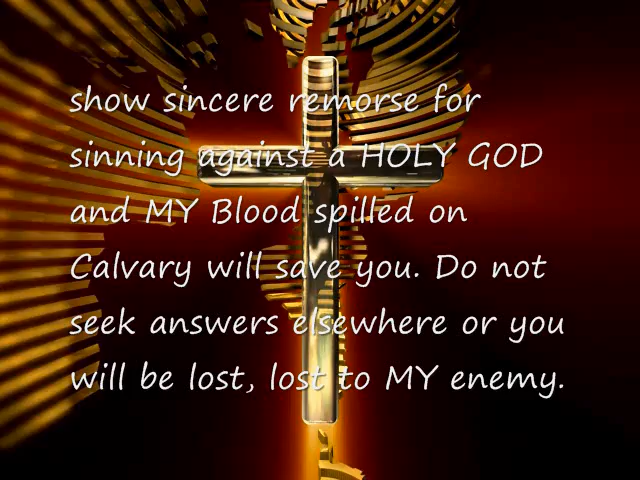 show sincere remorse for
sinning against a HOLY GOD
and MY Blood spilled on
Calvary will save you. Do not
seek answers elsewhere or you
will be lost, lost to MY enemy.